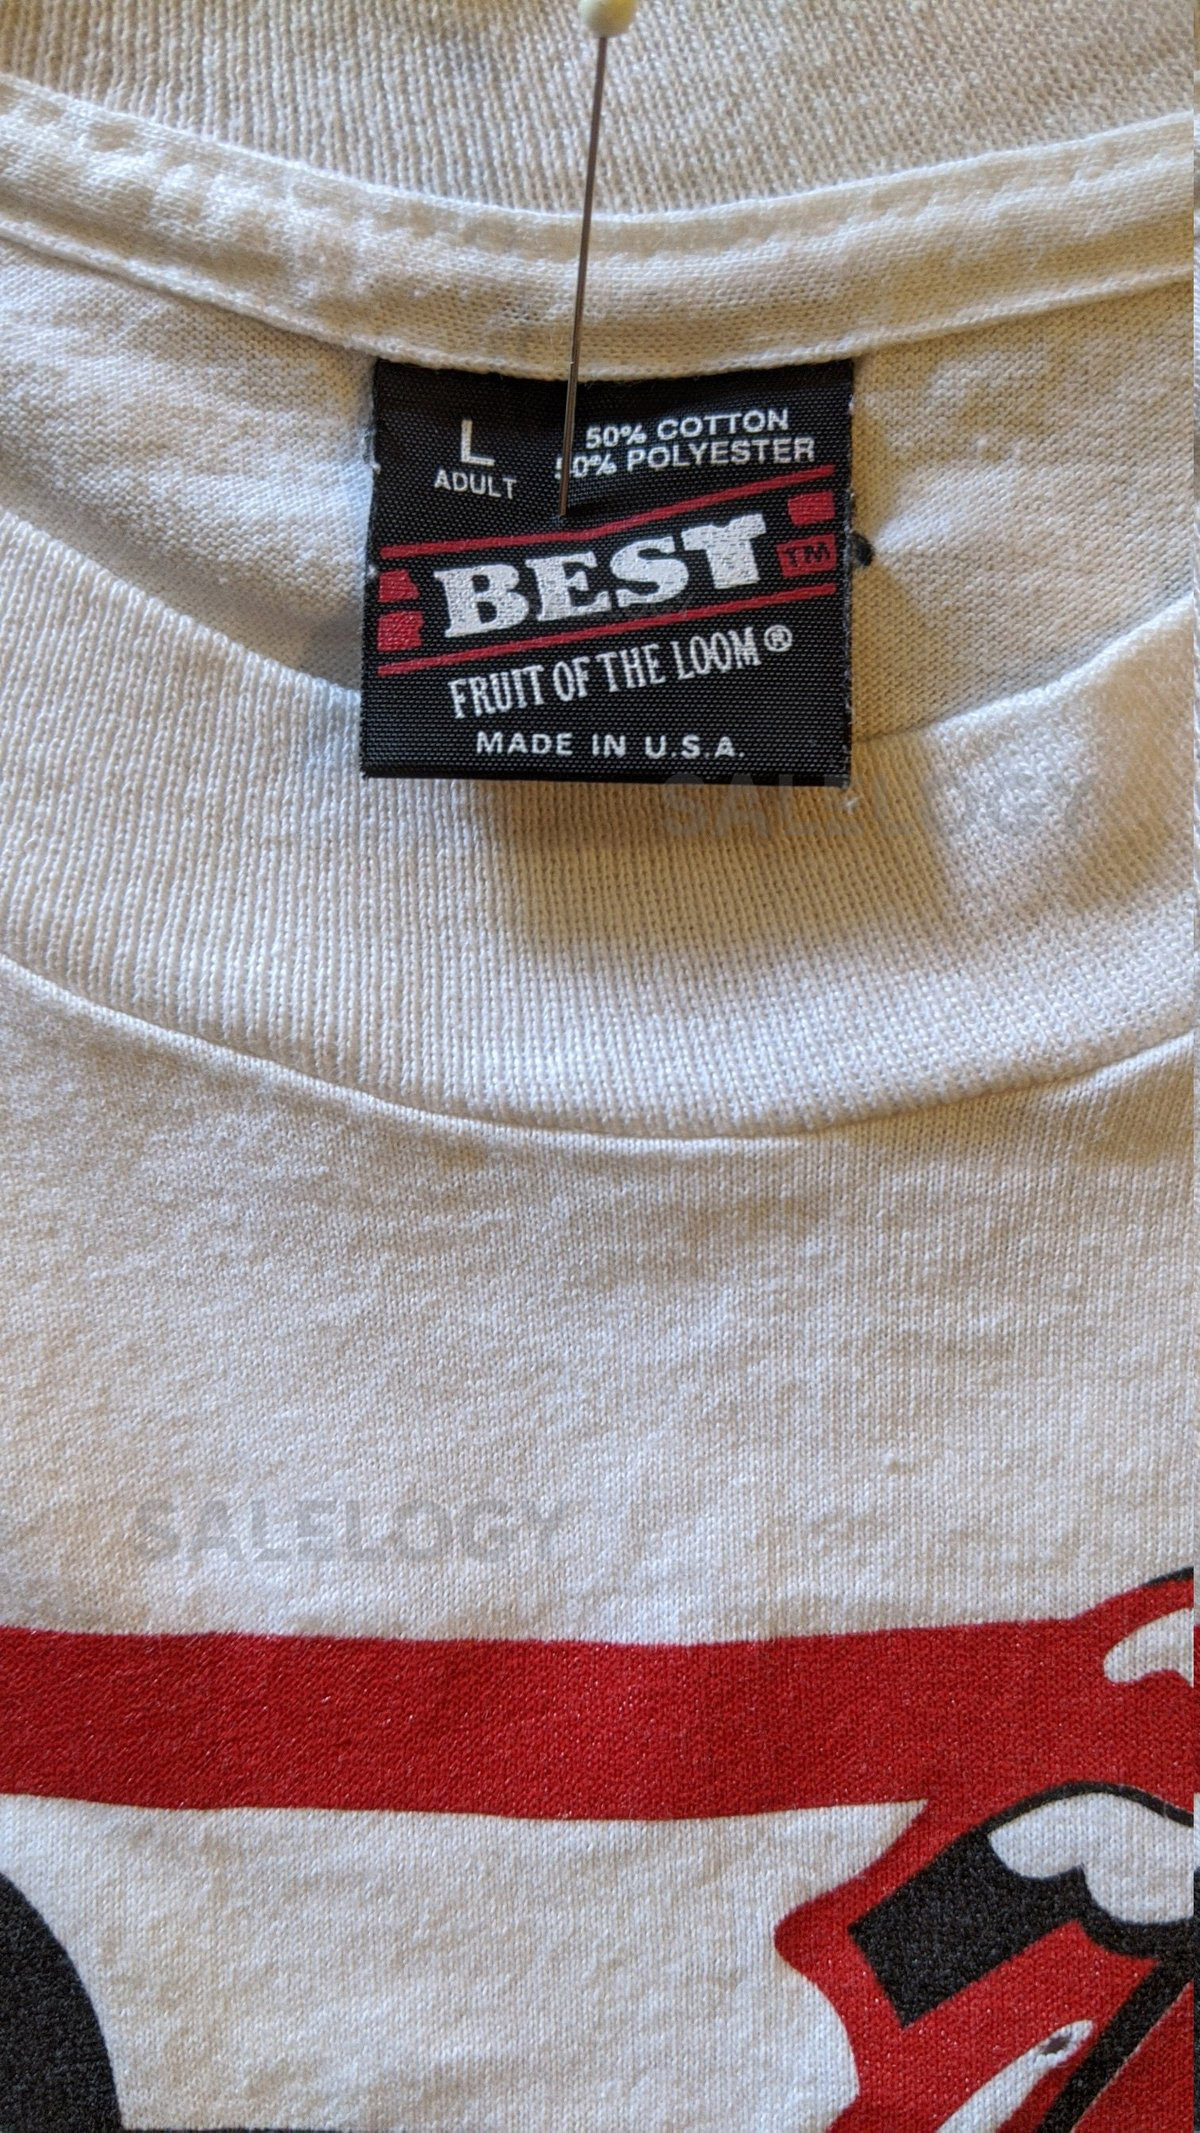 L
ADULT
50% COTTON
50% POLYESTER
BEST TM
FRUIT OF THE LOOM®
MADE IN U.S.A.
SALELOGY
SALELOGY